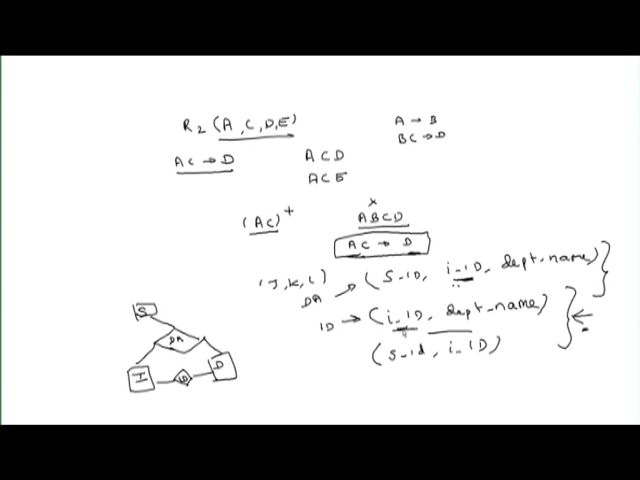 R2 (A, C, D, E)
A → B
BC → D
AC → D
ACD
ACE
(AC)+
ABCD
AC → D
(J, K, L)
DA → (S_ID, i_ID, dept_name)
ID → (i_ID, dept_name)
(S_id, i_ID)
S
DA
I
ID
D